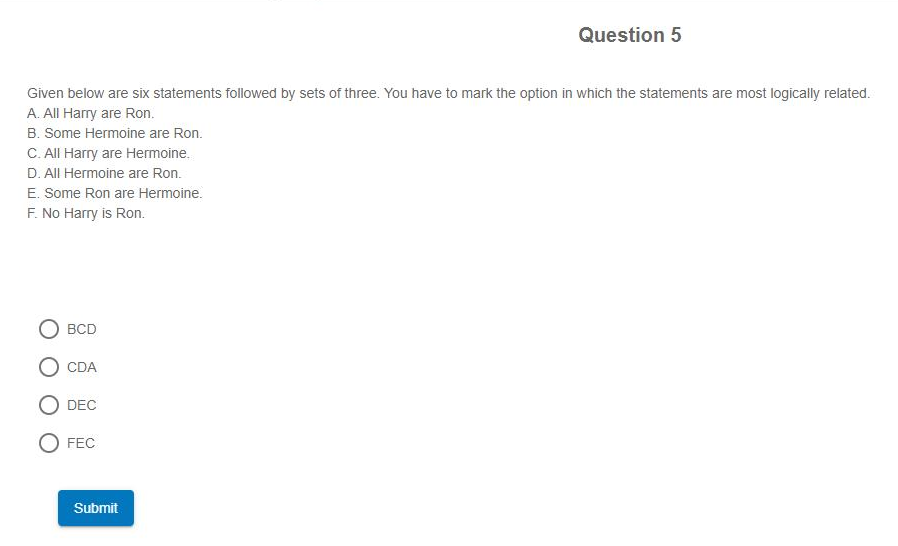 Question 5
Given below are six statements followed by sets of three. You have to mark the option in which the statements are most logically related.
A. All Harry are Ron.
B. Some Hermoine are Ron.
C. All Harry are Hermoine.
D. All Hermoine are Ron.
E. Some Ron are Hermoine.
F. No Harry is Ron.
BCD
CDA
DEC
FEC
Submit